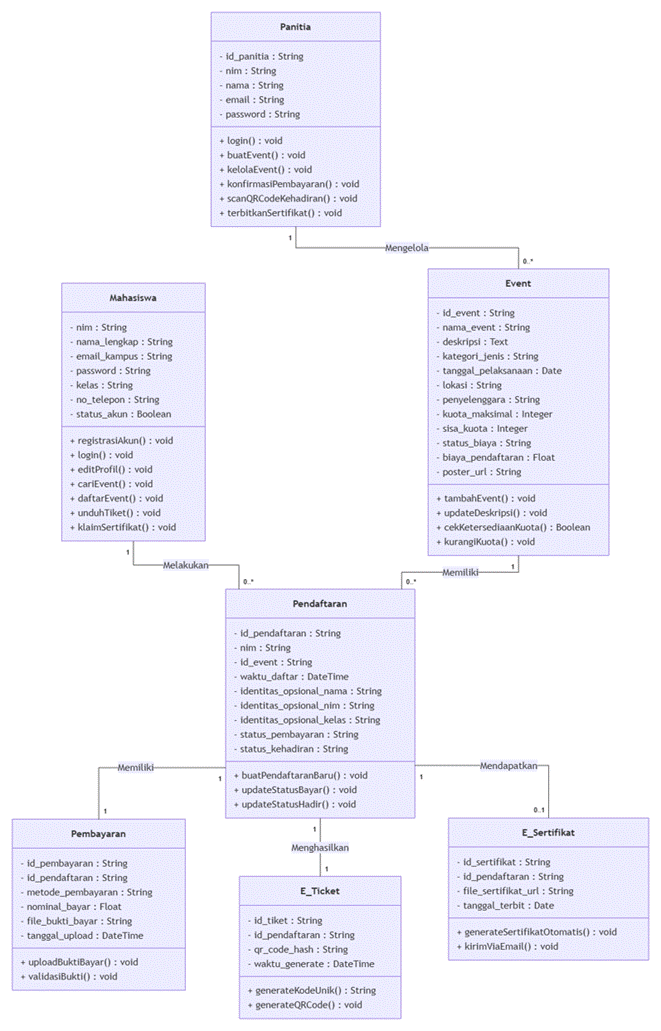 Panitia
- id_panitia : String
- nim : String
- nama : String
- email : String
- password : String
+ login() : void
+ buatEvent() : void
+ kelolaEvent() : void
+ konfirmasiPembayaran() : void
+ scanQRCodeKehadiran() : void
+ terbitkanSertifikat() : void
1
Mengelola
0..*
Mahasiswa
- nim : String
- nama_lengkap : String
- email_kampus : String
- password : String
- kelas : String
- no_telepon : String
- status_akun : Boolean
+ registrasiAkun() : void
+ login() : void
+ editProfil() : void
+ cariEvent() : void
+ daftarEvent() : void
+ unduhTiket() : void
+ klaimSertifikat() : void
Event
- id_event : String
- nama_event : String
- deskripsi : Text
- kategori_jenis : String
- tanggal_pelaksanaan : Date
- lokasi : String
- penyelenggara : String
- kuota_maksimal : Integer
- sisa_kuota : Integer
- status_biaya : String
- biaya_pendaftaran : Float
- poster_url : String
+ tambahEvent() : void
+ updateDeskripsi() : void
+ cekKetersediaanKuota() : Boolean
+ kurangiKuota() : void
1
Melakukan
0..*
1
Memiliki
0..*
Pendaftaran
- id_pendaftaran : String
- nim : String
- id_event : String
- waktu_daftar : DateTime
- identitas_opsional_nama : String
- identitas_opsional_nim : String
- identitas_opsional_kelas : String
- status_pembayaran : String
- status_kehadiran : String
+ buatPendaftaranBaru() : void
+ updateStatusBayar() : void
+ updateStatusHadir() : void
Memiliki
1
1
1
Mendapatkan
0..1
1
Menghasilkan
1
Pembayaran
- id_pembayaran : String
- id_pendaftaran : String
- metode_pembayaran : String
- nominal_bayar : Float
- file_bukti_bayar : String
- tanggal_upload : DateTime
+ uploadBuktiBayar() : void
+ validasiBukti() : void
E_Ticket
- id_tiket : String
- id_pendaftaran : String
- qr_code_hash : String
- waktu_generate : DateTime
+ generateKodeUnik() : String
+ generateQRCode() : void
E_Sertifikat
- id_sertifikat : String
- id_pendaftaran : String
- file_sertifikat_url : String
- tanggal_terbit : Date
+ generateSertifikatOtomatis() : void
+ kirimViaEmail() : void